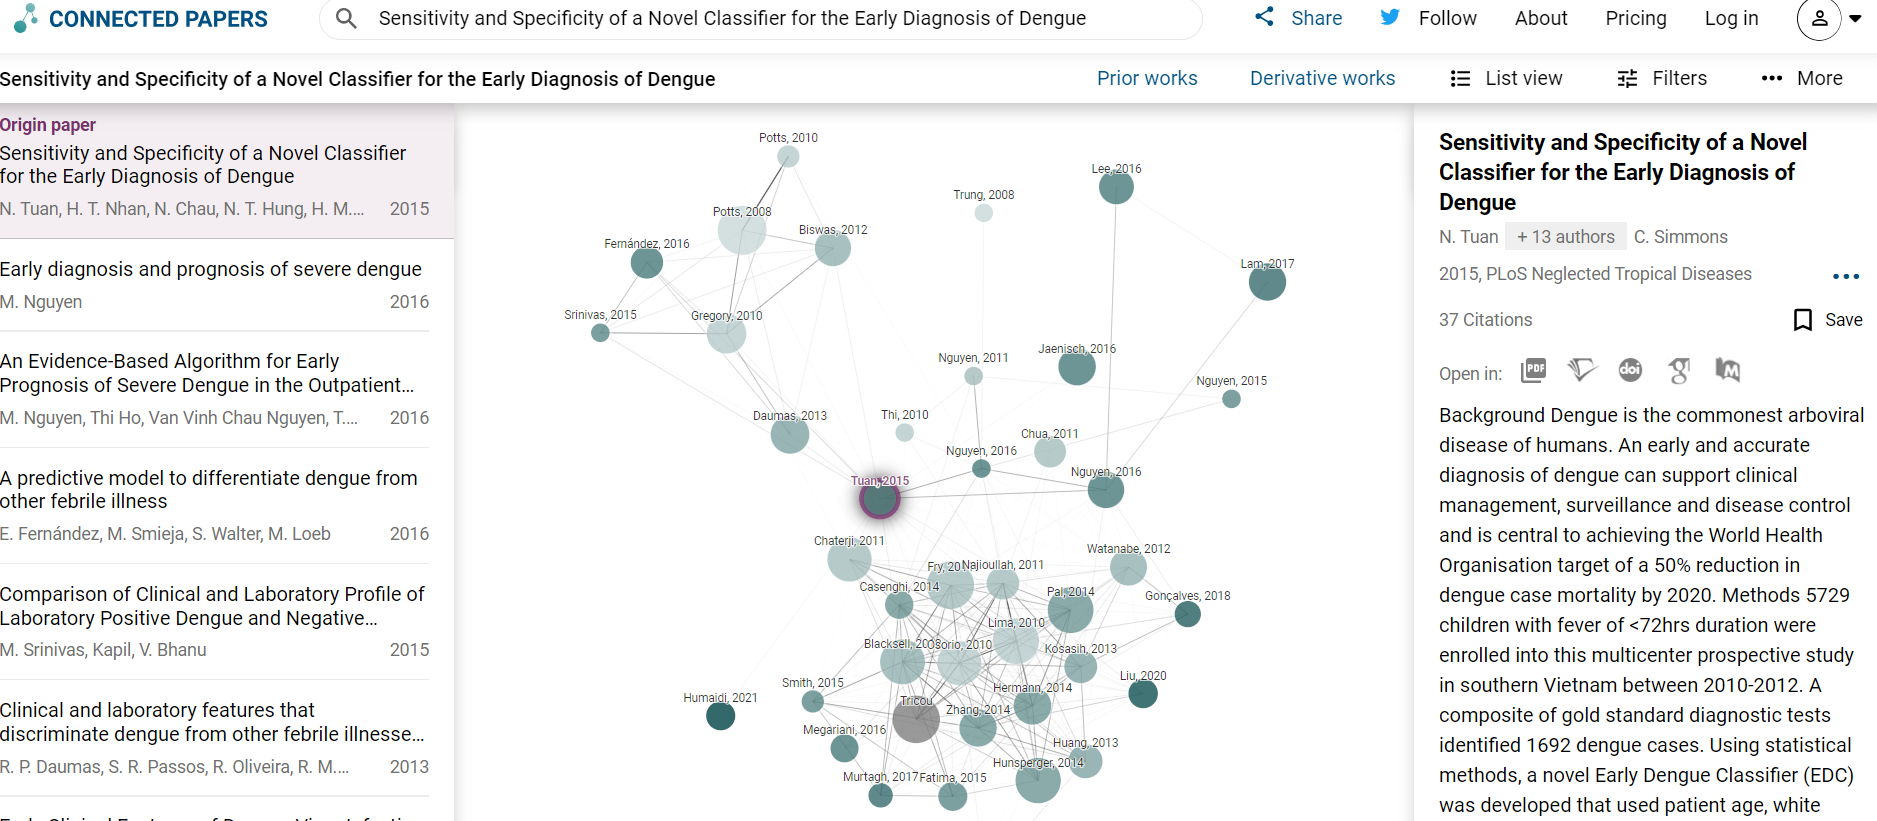 CONNECTED PAPERS
Sensitivity and Specificity of a Novel Classifier for the Early Diagnosis of Dengue
Share
Follow
About
Pricing
Log in
Sensitivity and Specificity of a Novel Classifier for the Early Diagnosis of Dengue
Prior works
Derivative works
List view
Filters
More
Origin paper
Sensitivity and Specificity of a Novel Classifier
for the Early Diagnosis of Dengue
N. Tuan, H. T. Nhan, N. Chau, N. T. Hung, H. M.... 2015
Early diagnosis and prognosis of severe dengue
M. Nguyen 2016
An Evidence-Based Algorithm for Early
Prognosis of Severe Dengue in the Outpatient...
M. Nguyen, Thi Ho, Van Vinh Chau Nguyen, T.... 2016
A predictive model to differentiate dengue from
other febrile illness
E. Fernández, M. Smieja, S. Walter, M. Loeb 2016
Comparison of Clinical and Laboratory Profile of
Laboratory Positive Dengue and Negative...
M. Srinivas, Kapil, V. Bhanu 2015
Clinical and laboratory features that
discriminate dengue from other febrile illnesse...
R. P. Daumas, S. R. Passos, R. Oliveira, R. M.... 2013
Potts, 2010
Lee, 2016
Trung, 2008
Potts, 2008
Biswas, 2012
Fernández, 2016
Lam, 2017
Srinivas, 2015
Gregory, 2010
Jaenisch, 2016
Nguyen, 2011
Nguyen, 2015
Daumas, 2013
Thi, 2010
Chua, 2011
Nguyen, 2016
Nguyen, 2016
Tuan, 2015
Chaterji, 2011
Watanabe, 2012
Fry,
Najioullah, 2011
Casenghi, 2014
Pal, 2014
Gonçalves, 2018
Lima, 2010
Blacksell,
Osorio, 2010
Kosasih, 2013
Liu, 2020
Smith, 2015
Hermann, 2014
Humaidi, 2021
Tricou
Zhang, 2014
Megariani, 2016
Huang, 2013
Hunsperger, 2014
Murtagh, 2017
Fatima, 2015
Sensitivity and Specificity of a Novel
Classifier for the Early Diagnosis of
Dengue
N. Tuan + 13 authors C. Simmons
2015, PLoS Neglected Tropical Diseases
37 Citations
Save
Open in: PDF doi g M
Background Dengue is the commonest arboviral
disease of humans. An early and accurate
diagnosis of dengue can support clinical
management, surveillance and disease control
and is central to achieving the World Health
Organisation target of a 50% reduction in
dengue case mortality by 2020. Methods 5729
children with fever of <72hrs duration were
enrolled into this multicenter prospective study
in southern Vietnam between 2010-2012. A
composite of gold standard diagnostic tests
identified 1692 dengue cases. Using statistical
methods, a novel Early Dengue Classifier (EDC)
was developed that used patient age, white